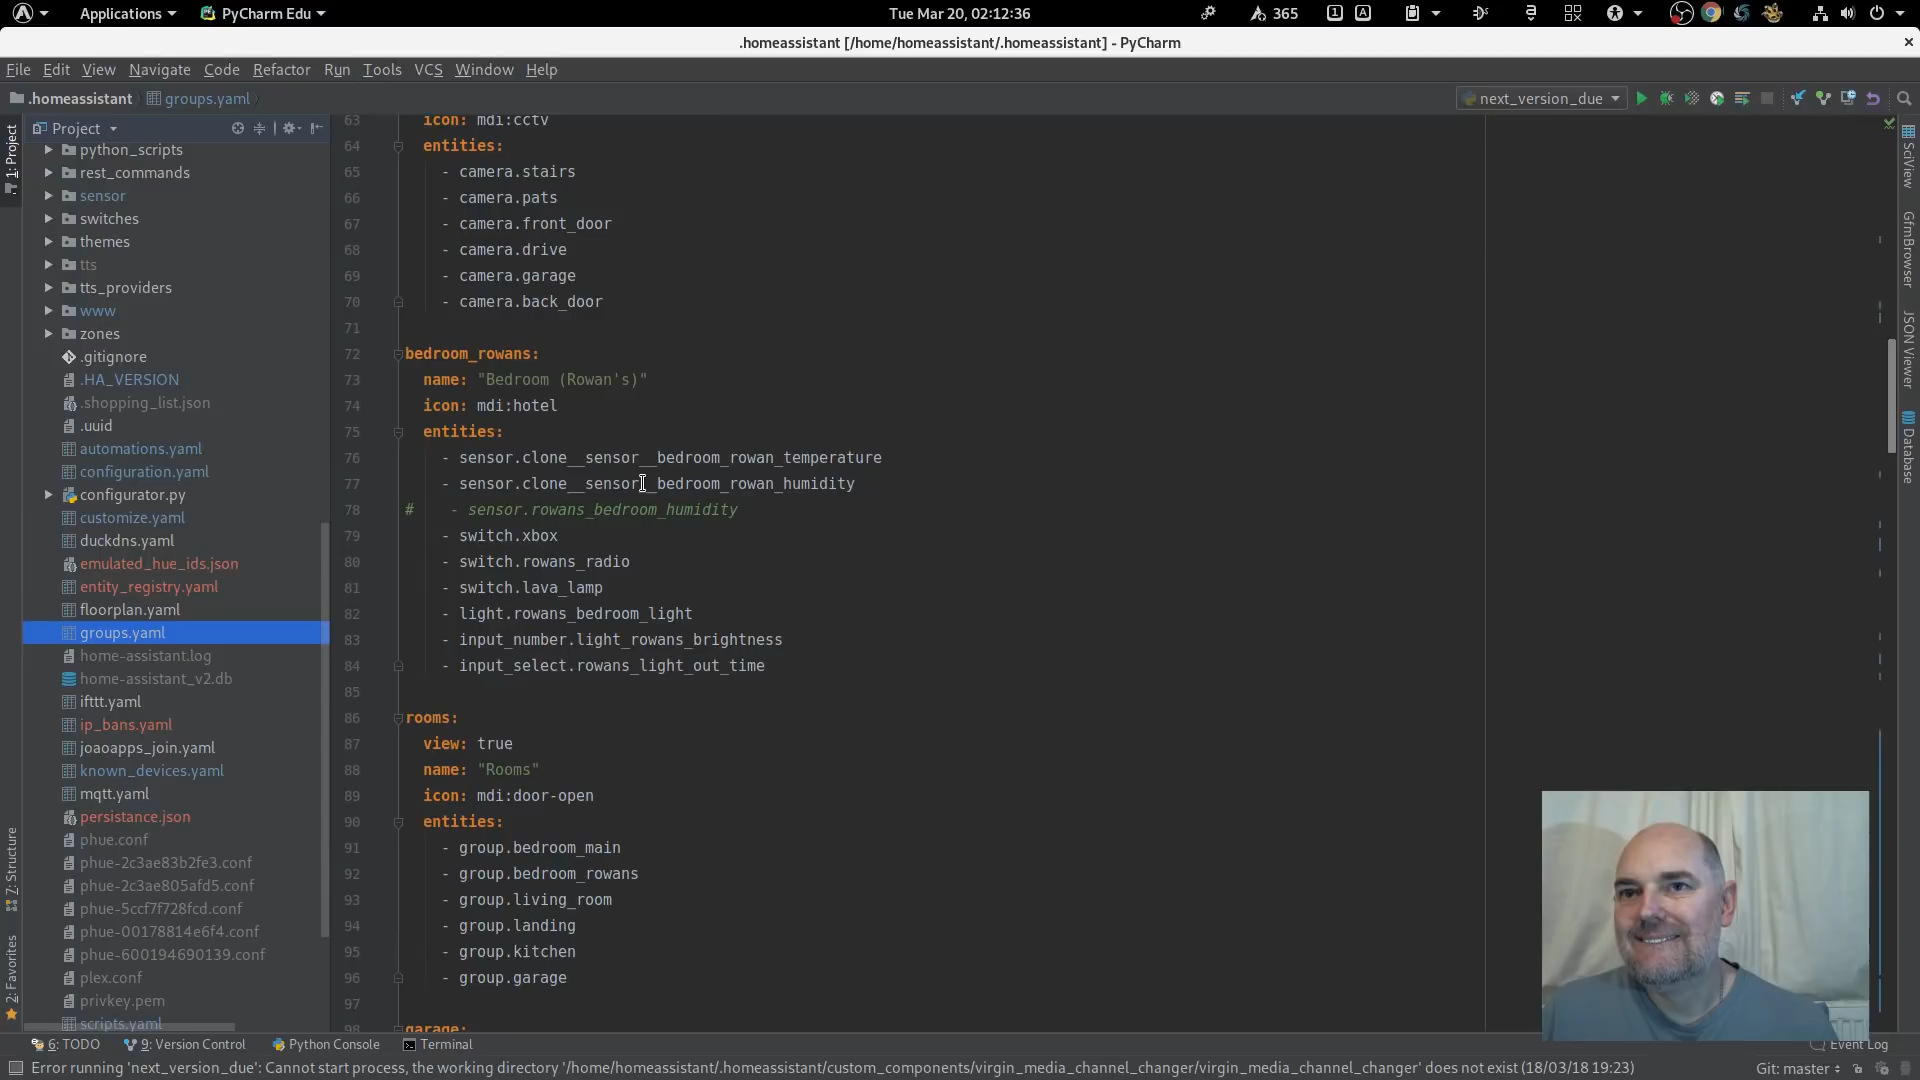 Applications
PyCharm Edu
Tue Mar 20, 02:12:36
365
1
A
.homeassistant [/home/homeassistant/.homeassistant] - PyCharm
File Edit View Navigate Code Refactor Run Tools VCS Window Help
.homeassistant
groups.yaml
next_version_due
Project
1: Project
7: Structure
2: Favorites
python_scripts
rest_commands
sensor
switches
themes
tts
tts_providers
www
zones
.gitignore
.HA_VERSION
.shopping_list.json
.uuid
automations.yaml
configuration.yaml
configurator.py
customize.yaml
duckdns.yaml
emulated_hue_ids.json
entity_registry.yaml
floorplan.yaml
groups.yaml
home-assistant.log
home-assistant_v2.db
ifttt.yaml
ip_bans.yaml
joaoapps_join.yaml
known_devices.yaml
mqtt.yaml
persistance.json
phue.conf
phue-2c3ae83b2fe3.conf
phue-2c3ae805afd5.conf
phue-5ccf7f728fcd.conf
phue-00178814e6f4.conf
phue-600194690139.conf
plex.conf
privkey.pem
scripts.yaml
63 icon: mdi:cctv
64 entities:
65 - camera.stairs
66 - camera.pats
67 - camera.front_door
68 - camera.drive
69 - camera.garage
70 - camera.back_door
71
72 bedroom_rowans:
73 name: "Bedroom (Rowan's)"
74 icon: mdi:hotel
75 entities:
76 - sensor.clone__sensor__bedroom_rowan_temperature
77 - sensor.clone__sensor__bedroom_rowan_humidity
78 # - sensor.rowans_bedroom_humidity
79 - switch.xbox
80 - switch.rowans_radio
81 - switch.lava_lamp
82 - light.rowans_bedroom_light
83 - input_number.light_rowans_brightness
84 - input_select.rowans_light_out_time
85
86 rooms:
87 view: true
88 name: "Rooms"
89 icon: mdi:door-open
90 entities:
91 - group.bedroom_main
92 - group.bedroom_rowans
93 - group.living_room
94 - group.landing
95 - group.kitchen
96 - group.garage
97
98 garage:
SciView
GfmBrowser
JSON Viewer
Database
6: TODO
9: Version Control
Python Console
Terminal
Event Log
Error running 'next_version_due': Cannot start process, the working directory '/home/homeassistant/.homeassistant/custom_components/virgin_media_channel_changer/virgin_media_channel_changer' does not exist (18/03/18 19:23)
Git: master